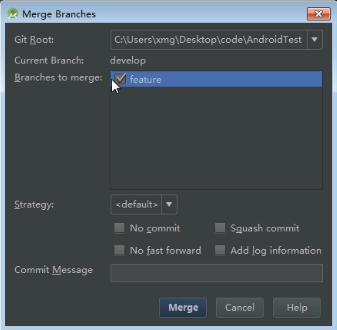 Merge Branches
Git Root: C:\Users\xmg\Desktop\code\AndroidTest
Current Branch: develop
Branches to merge: feature
Strategy: <default>
No commit Squash commit
No fast forward Add log information
Commit Message
Merge Cancel Help